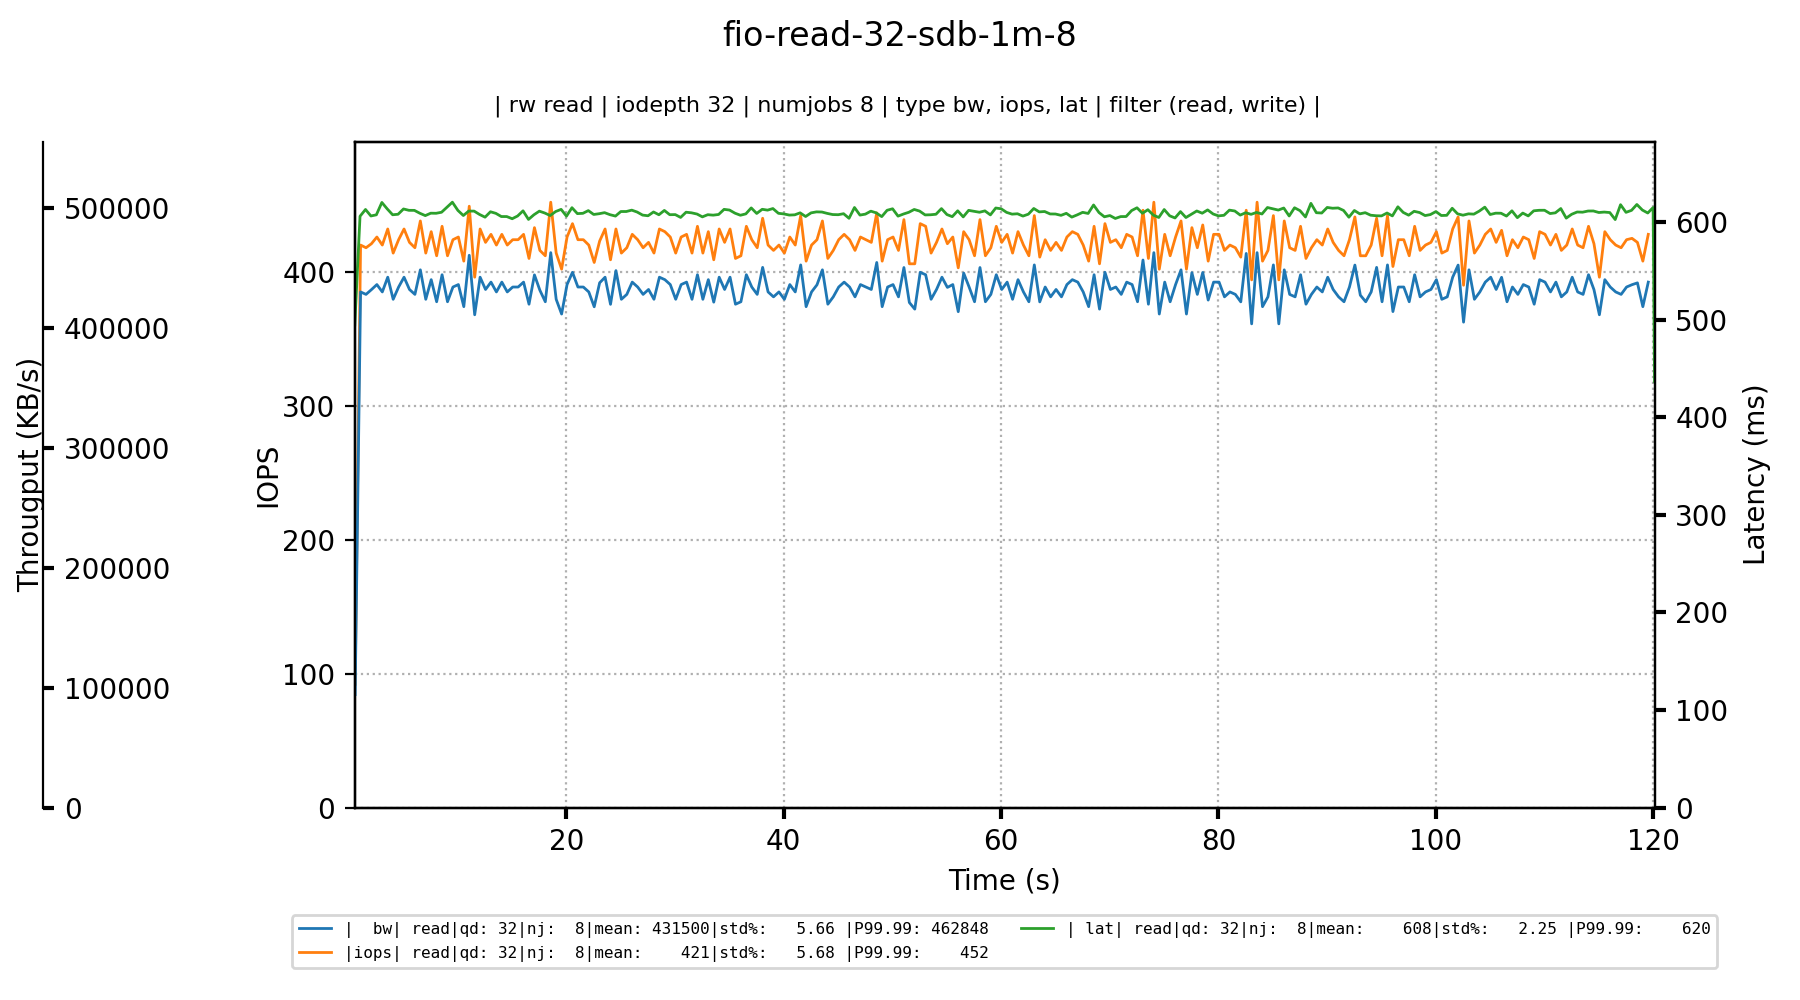 fio-read-32-sdb-1m-8
| rw read | iodepth 32 | numjobs 8 | type bw, iops, lat | filter (read, write) |
Througput (KB/s)
500000
400000
300000
200000
100000
0
IOPS
400
300
200
100
0
600
500
400
300
200
100
0
Latency (ms)
20 40 60 80 100 120
Time (s)
|  bw| read|qd: 32|nj:  8|mean: 431500|std%:   5.66 |P99.99: 462848
|iops| read|qd: 32|nj:  8|mean:    421|std%:   5.68 |P99.99:    452
| lat| read|qd: 32|nj:  8|mean:    608|std%:   2.25 |P99.99:    620